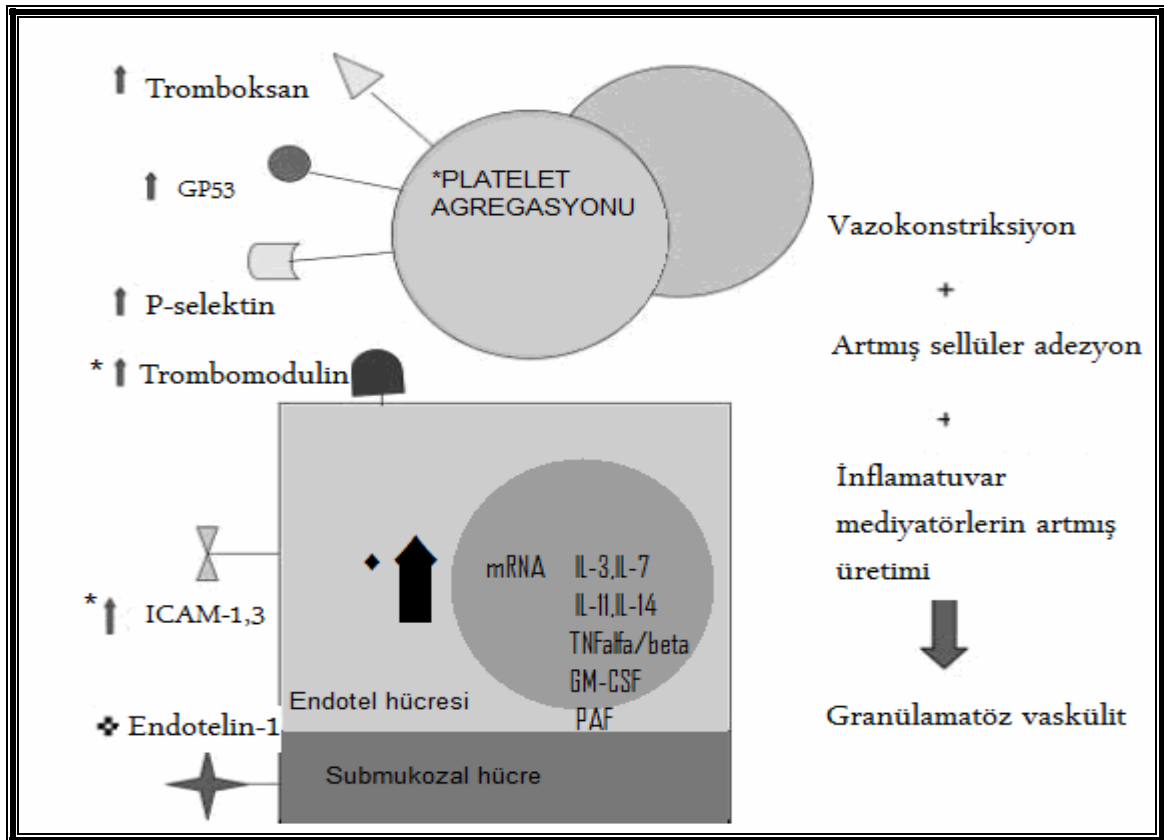 Tromboksan
GP53
P-selektin
* Trombomodulin
*PLATELET
AGREGASYONU
Vazokonstriksiyon
+
Artmış sellüler adezyon
+
İnflamatuvar
mediyatörlerin artmış
üretimi
Granülamatöz vaskülit
* ICAM-1,3
Endotelin-1
mRNA IL-3,IL-7
IL-11,IL-14
TNFalfa/beta
GM-CSF
PAF
Endotel hücresi
Submukozal hücre